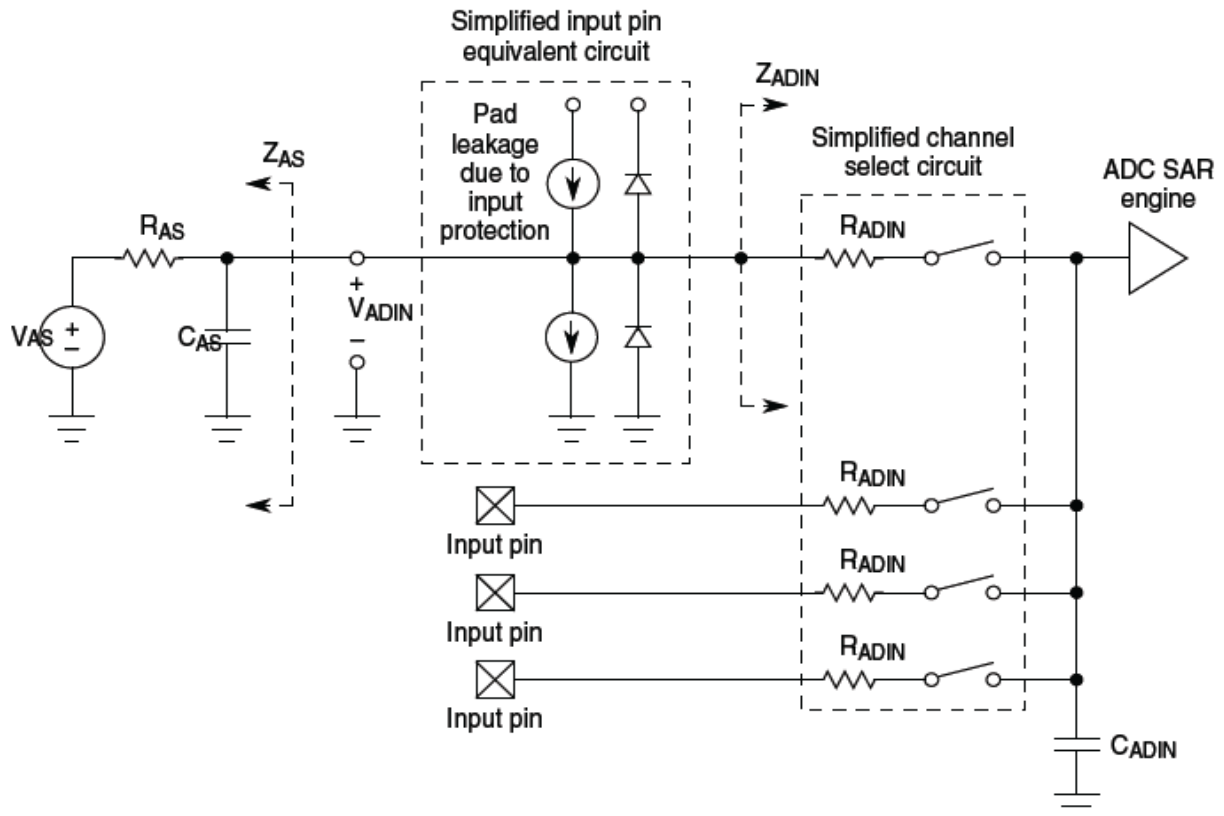 Simplified input pin
equivalent circuit
Pad
leakage
due to
input
protection
ZADIN
Simplified channel
select circuit
ADC SAR
engine
ZAS
RAS
RADIN
+
VADIN
−
VAS
+
−
CAS
RADIN
Input pin
RADIN
Input pin
RADIN
Input pin
CADIN